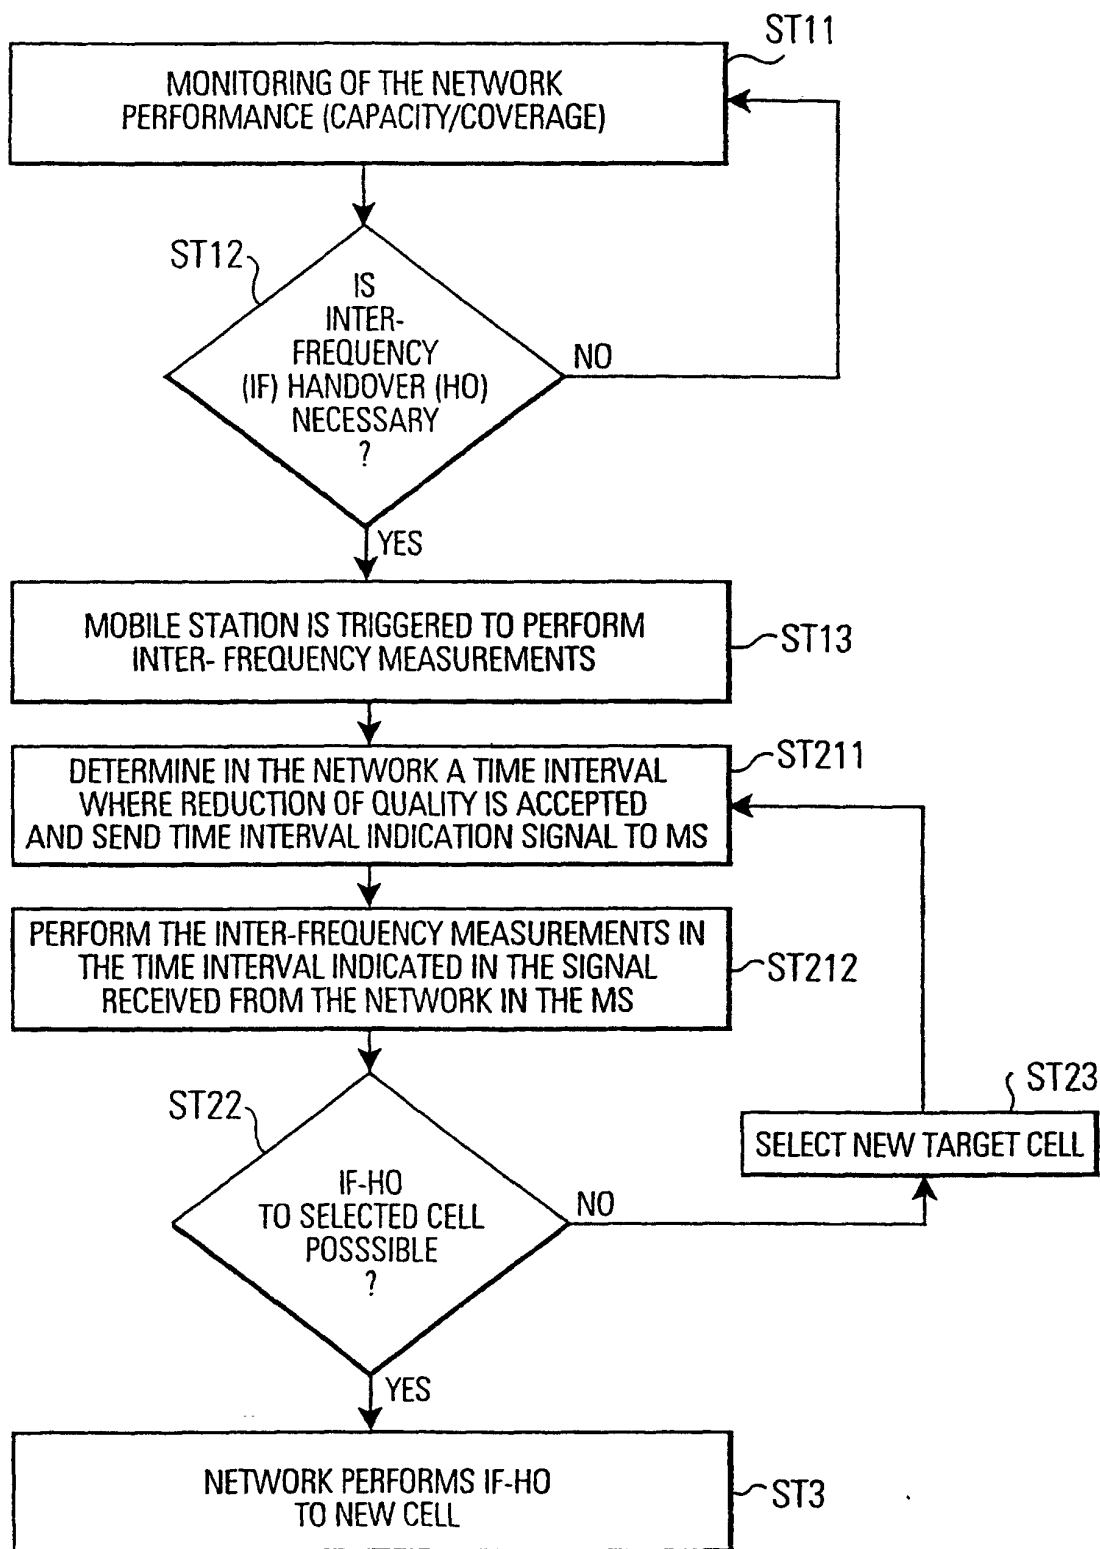 ST11
MONITORING OF THE NETWORK
PERFORMANCE (CAPACITY/COVERAGE)
ST12
IS
INTER-
FREQUENCY
(IF) HANDOVER (HO)
NECESSARY
?
NO
YES
MOBILE STATION IS TRIGGERED TO PERFORM
INTER- FREQUENCY MEASUREMENTS
ST13
DETERMINE IN THE NETWORK A TIME INTERVAL
WHERE REDUCTION OF QUALITY IS ACCEPTED
AND SEND TIME INTERVAL INDICATION SIGNAL TO MS
ST211
PERFORM THE INTER-FREQUENCY MEASUREMENTS IN
THE TIME INTERVAL INDICATED IN THE SIGNAL
RECEIVED FROM THE NETWORK IN THE MS
ST212
ST22
IF-HO
TO SELECTED CELL
POSSSIBLE
?
NO
ST23
SELECT NEW TARGET CELL
YES
NETWORK PERFORMS IF-HO
TO NEW CELL
ST3